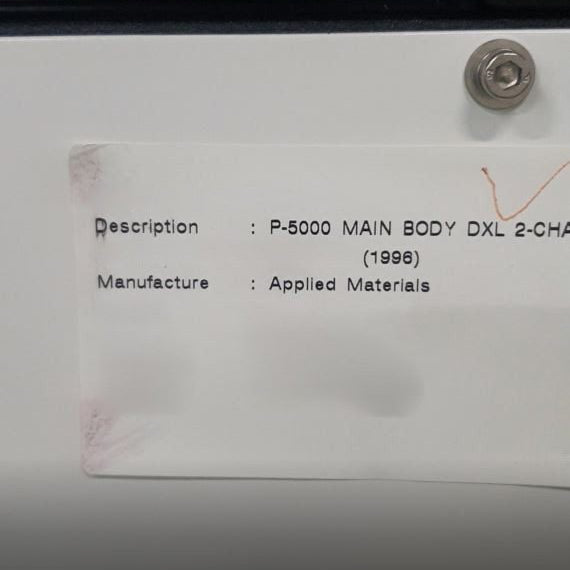 Description : P-5000 MAIN BODY DXL 2-CHA
(1996)
Manufacture : Applied Materials